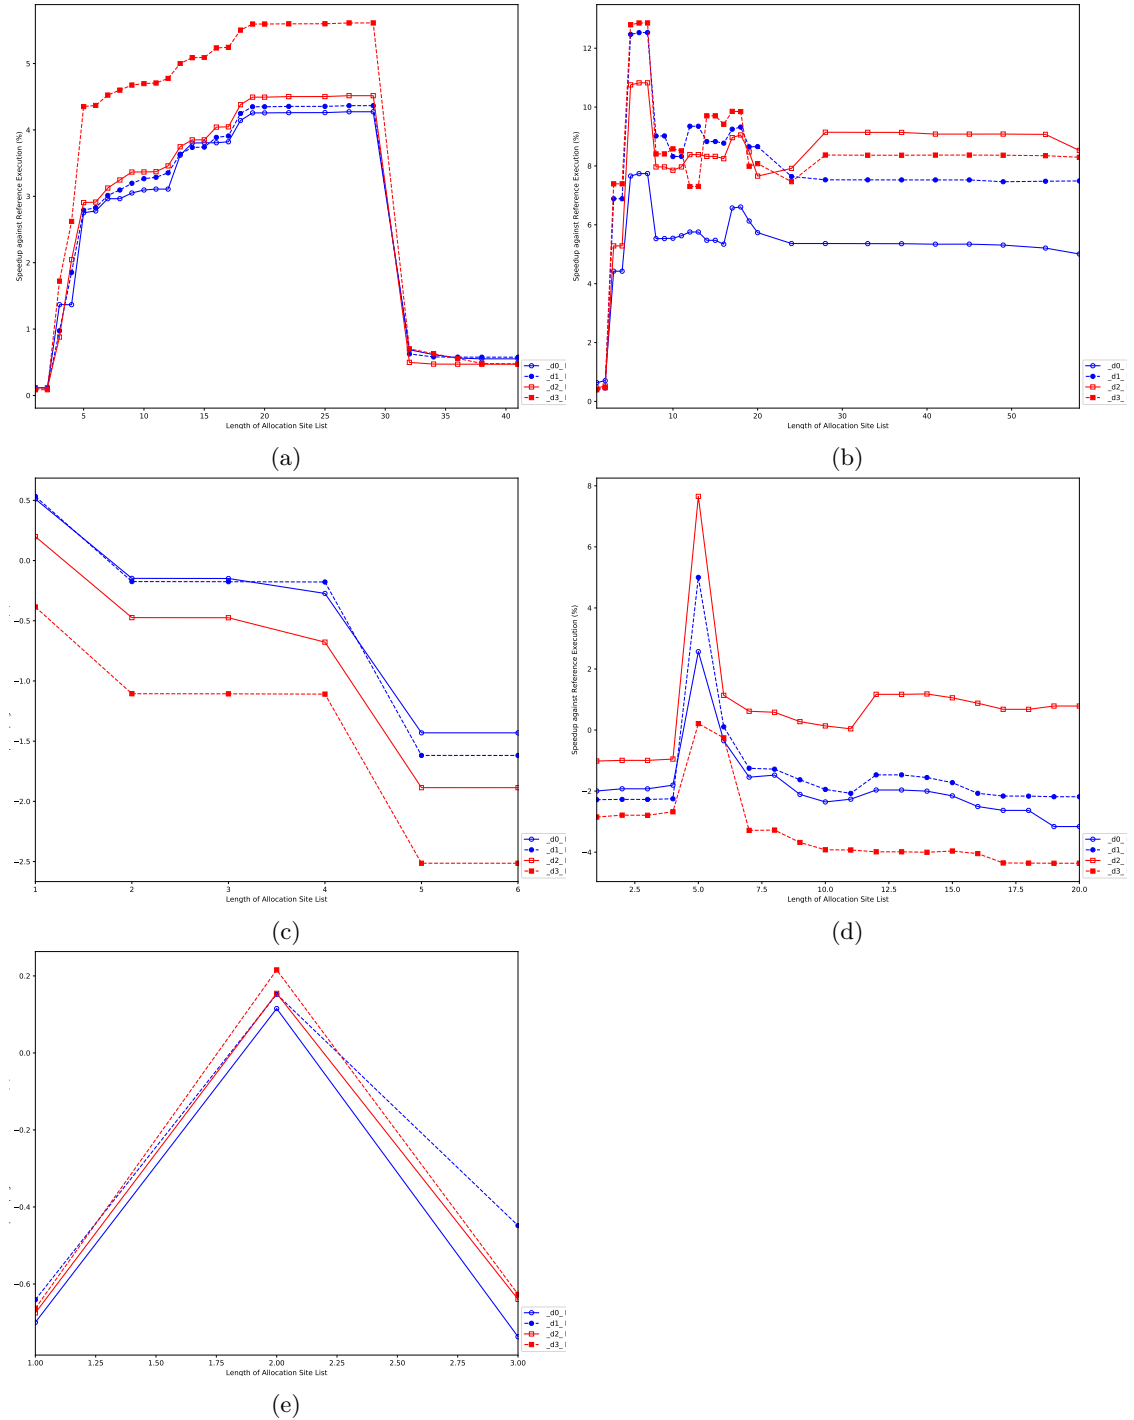 5
4
3
2
1
0
Speedup against Reference Execution (%)
5 10 15 20 25 30 35 40
Length of Allocation Site List
_d0_
_d1_
_d2_
_d3_
(a)
12
10
8
6
4
2
0
Speedup against Reference Execution (%)
10 20 30 40 50
Length of Allocation Site List
_d0_
_d1_
_d2_
_d3_
(b)
0.5
0.0
−0.5
−1.0
−1.5
−2.0
−2.5
1 2 3 4 5 6
Length of Allocation Site List
_d0_
_d1_
_d2_
_d3_
(c)
8
6
4
2
0
−2
−4
Speedup against Reference Execution (%)
2.5 5.0 7.5 10.0 12.5 15.0 17.5 20.0
Length of Allocation Site List
_d0_
_d1_
_d2_
_d3_
(d)
0.2
0.0
−0.2
−0.4
−0.6
1.00 1.25 1.50 1.75 2.00 2.25 2.50 2.75 3.00
Length of Allocation Site List
_d0_
_d1_
_d2_
_d3_
(e)